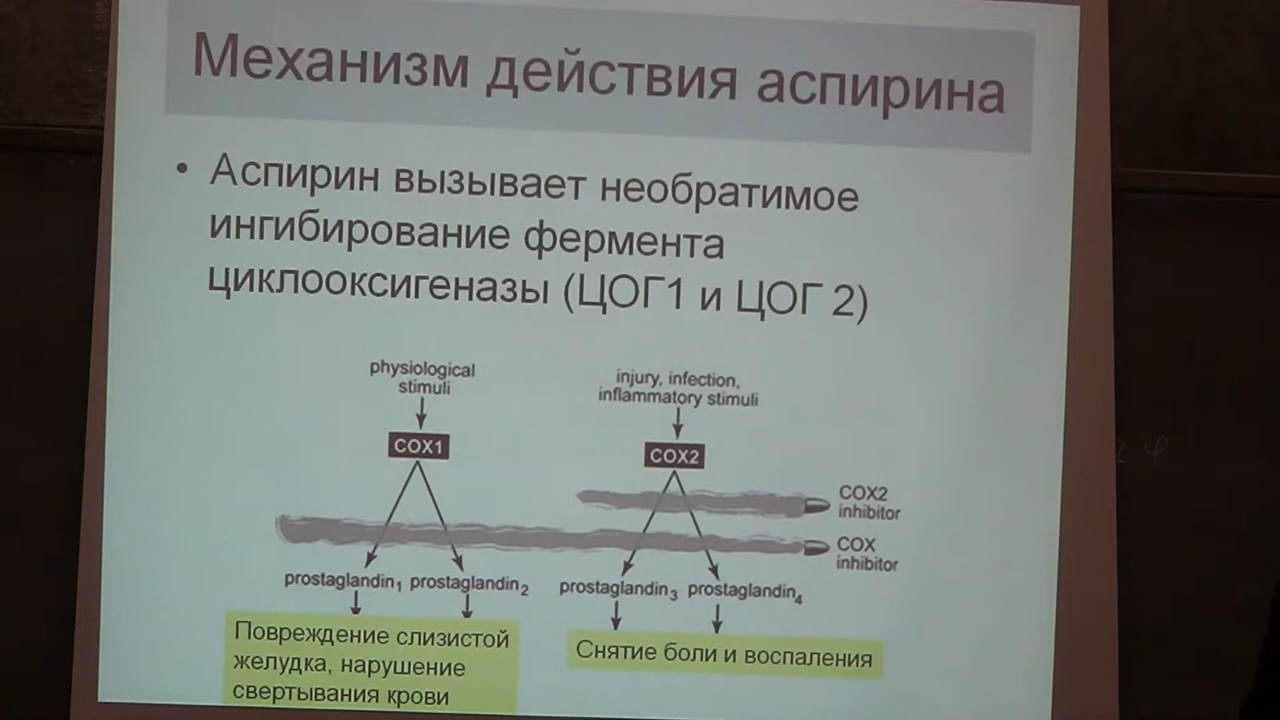 Механизм действия аспирина
• Аспирин вызывает необратимое
ингибирование фермента
циклооксигеназы (ЦОГ1 и ЦОГ 2)
physiological
stimuli
injury, infection,
inflammatory stimuli
COX1
COX2
COX2
inhibitor
COX
inhibitor
prostaglandin1 prostaglandin2
prostaglandin3 prostaglandin4
Повреждение слизистой
желудка, нарушение
свертывания крови
Снятие боли и воспаления